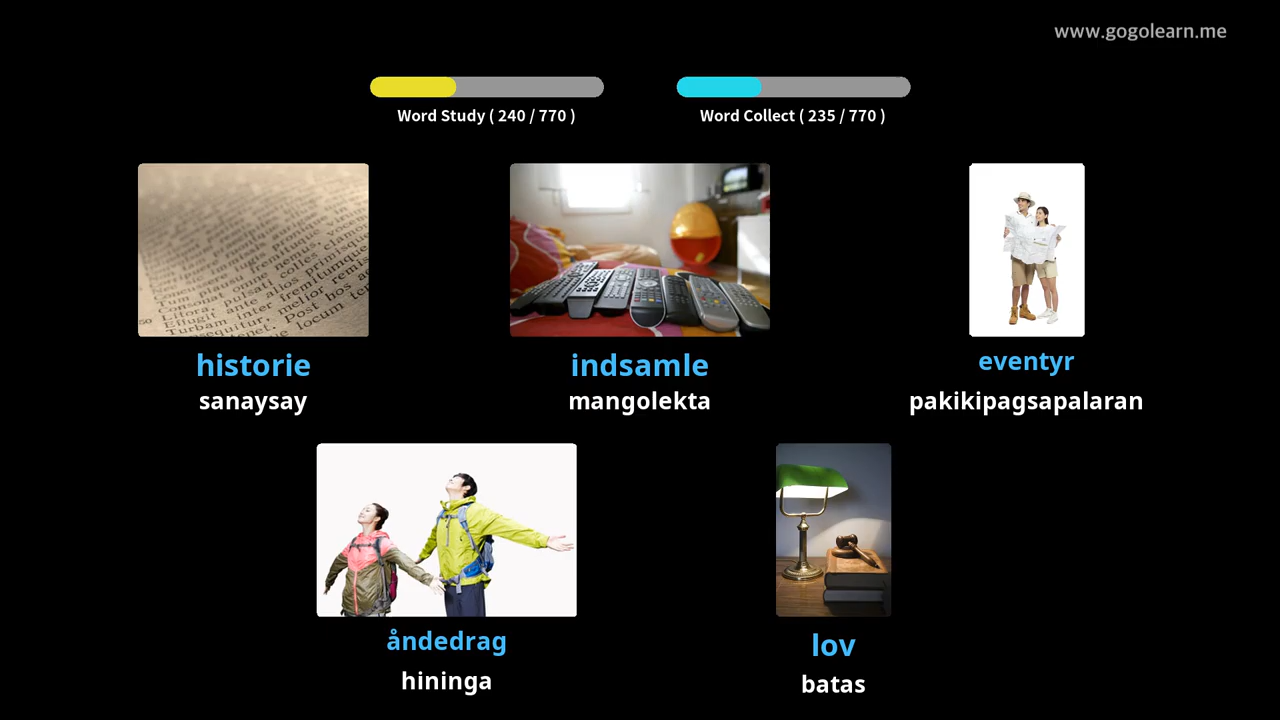 www.gogolearn.me
Word Study ( 240 / 770 )
Word Collect ( 235 / 770 )
historie
sanaysay
indsamle
mangolekta
eventyr
pakikipagsapalaran
åndedrag
hininga
lov
batas